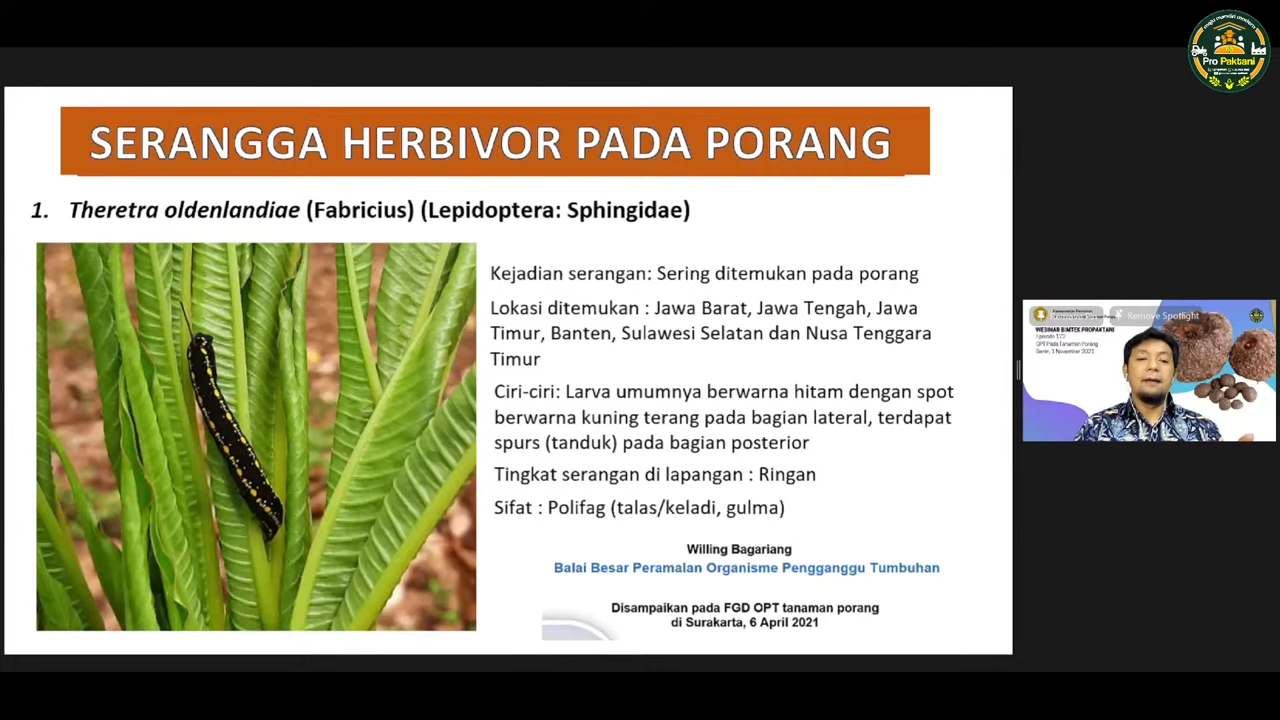 maju mandiri modern
Pro Paktani
SERANGGA HERBIVOR PADA PORANG
1. Theretra oldenlandiae (Fabricius) (Lepidoptera: Sphingidae)
Kejadian serangan: Sering ditemukan pada porang
Lokasi ditemukan : Jawa Barat, Jawa Tengah, Jawa
Timur, Banten, Sulawesi Selatan dan Nusa Tenggara
Timur
Ciri-ciri: Larva umumnya berwarna hitam dengan spot
berwarna kuning terang pada bagian lateral, terdapat
spurs (tanduk) pada bagian posterior
Tingkat serangan di lapangan : Ringan
Sifat : Polifag (talas/keladi, gulma)
Willing Bagariang
Balai Besar Peramalan Organisme Pengganggu Tumbuhan
Disampaikan pada FGD OPT tanaman porang
di Surakarta, 6 April 2021
Remove Spotlight
WEBINAR BIMTEK PROPAKTANI
OPT Pada Tanaman Porang
Senin, 1 November 2021